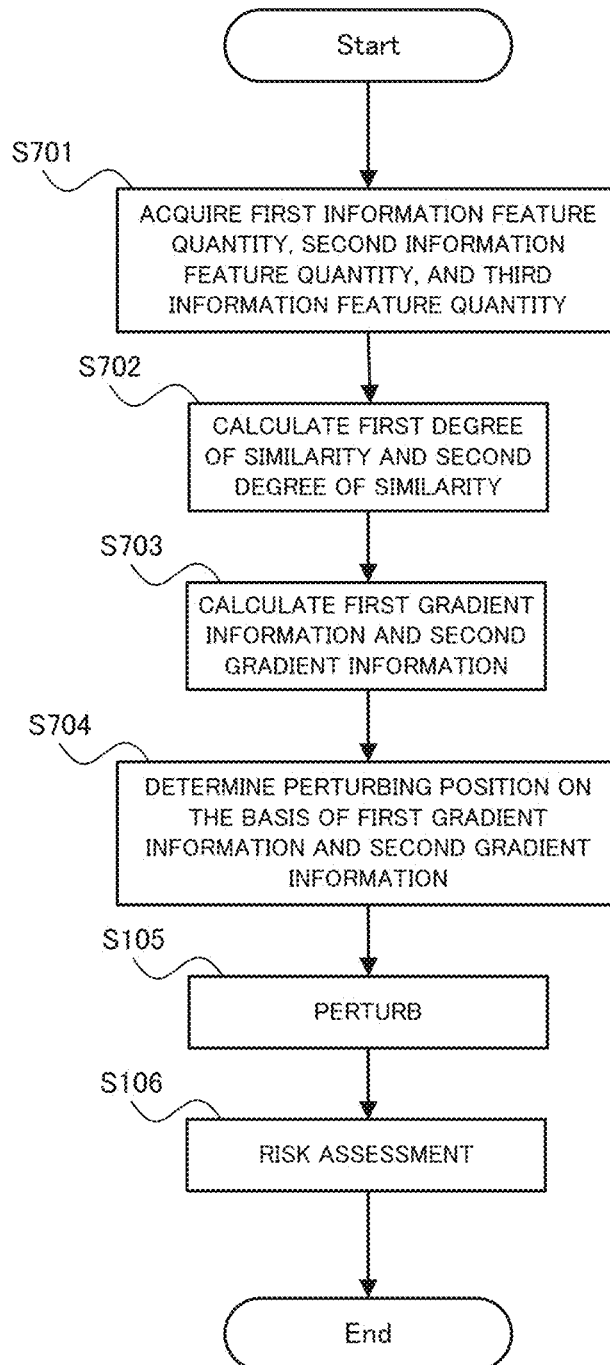 Start
S701
ACQUIRE FIRST INFORMATION FEATURE
QUANTITY, SECOND INFORMATION
FEATURE QUANTITY, AND THIRD
INFORMATION FEATURE QUANTITY
S702
CALCULATE FIRST DEGREE
OF SIMILARITY AND SECOND
DEGREE OF SIMILARITY
S703
CALCULATE FIRST GRADIENT
INFORMATION AND SECOND
GRADIENT INFORMATION
S704
DETERMINE PERTURBING POSITION ON
THE BASIS OF FIRST GRADIENT
INFORMATION AND SECOND GRADIENT
INFORMATION
S105
PERTURB
S106
RISK ASSESSMENT
End